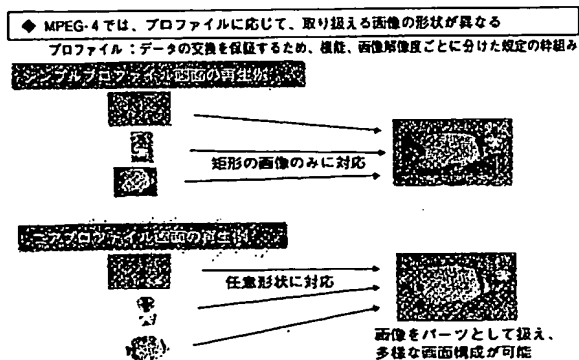 ◆ MPEG-4では、プロファイルに応じて、取り扱える画像の形状が異なる
プロファイル：データの交換を保証するため、機能、画像解像度ごとに分けた規定の枠組み
シンプルプロファイル画面の再生例
矩形の画像のみに対応
コアプロファイル画面の再生例
任意形状に対応
画像をパーツとして扱え、
多様な画面構成が可能